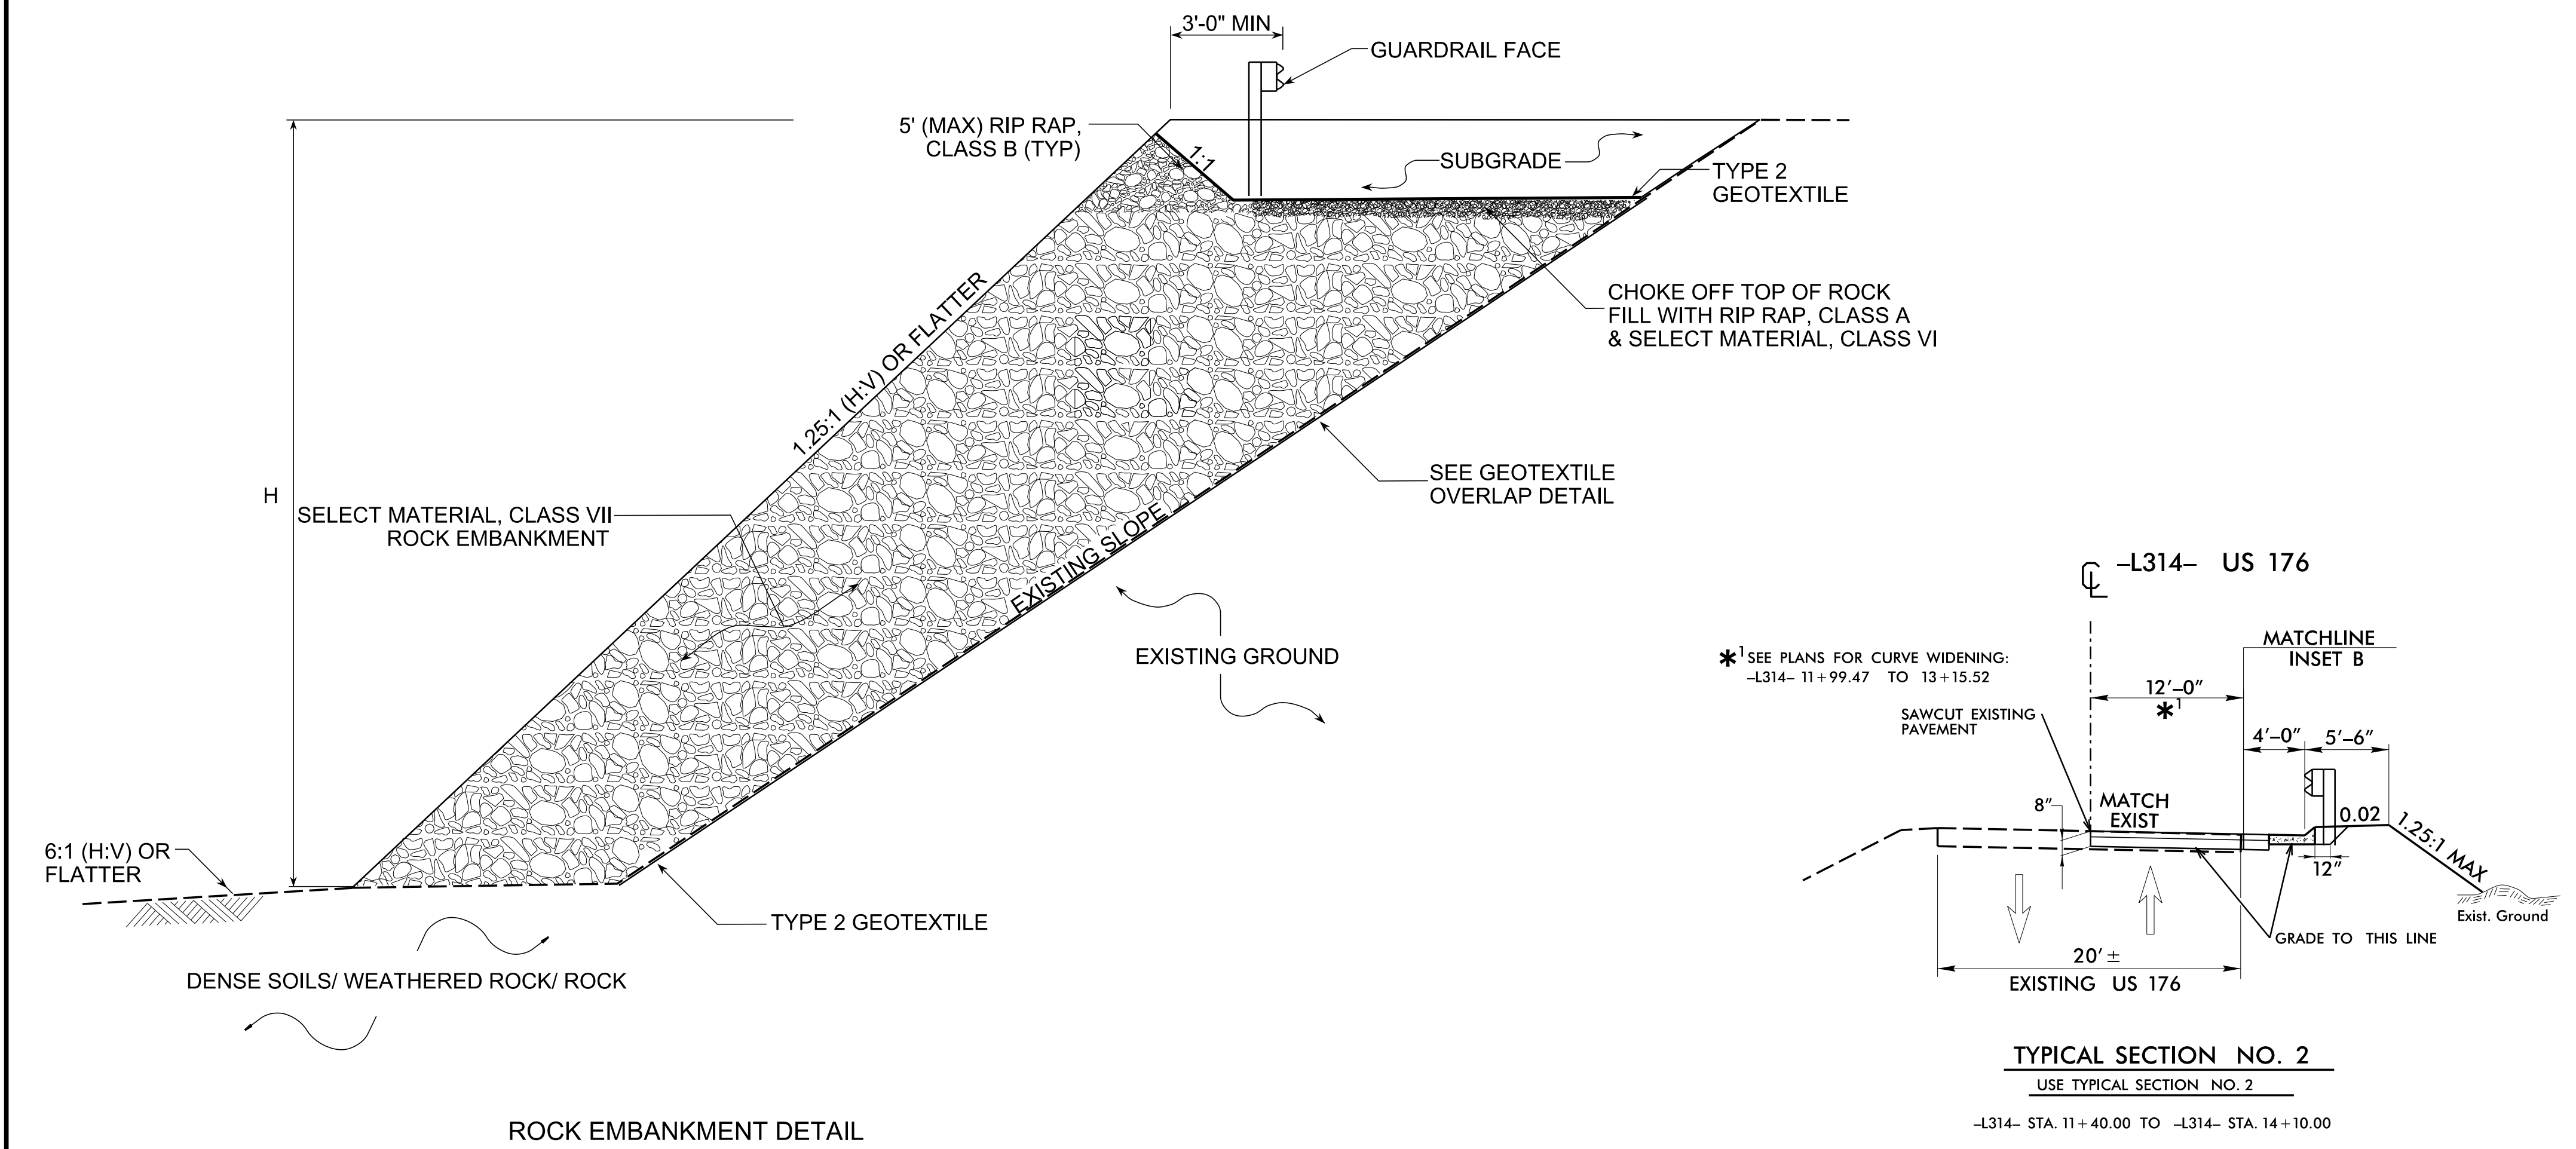 3'-0" MIN
GUARDRAIL FACE
5' (MAX) RIP RAP,
CLASS B (TYP)
1:1
SUBGRADE
TYPE 2
GEOTEXTILE
CHOKE OFF TOP OF ROCK
FILL WITH RIP RAP, CLASS A
& SELECT MATERIAL, CLASS VI
1.25:1 (H:V) OR FLATTER
H
SELECT MATERIAL, CLASS VII
ROCK EMBANKMENT
SEE GEOTEXTILE
OVERLAP DETAIL
EXISTING SLOPE
EXISTING GROUND
6:1 (H:V) OR
FLATTER
TYPE 2 GEOTEXTILE
DENSE SOILS/ WEATHERED ROCK/ ROCK
ROCK EMBANKMENT DETAIL
CL –L314– US 176
MATCHLINE
INSET B
*1 SEE PLANS FOR CURVE WIDENING:
–L314– 11+99.47 TO 13+15.52
12'–0"
*1
SAWCUT EXISTING
PAVEMENT
4'–0"
5'–6"
8"
MATCH
EXIST
0.02
1.25:1 MAX
12"
Exist. Ground
GRADE TO THIS LINE
20' ±
EXISTING US 176
TYPICAL SECTION NO. 2
USE TYPICAL SECTION NO. 2
–L314– STA. 11+40.00 TO –L314– STA. 14+10.00